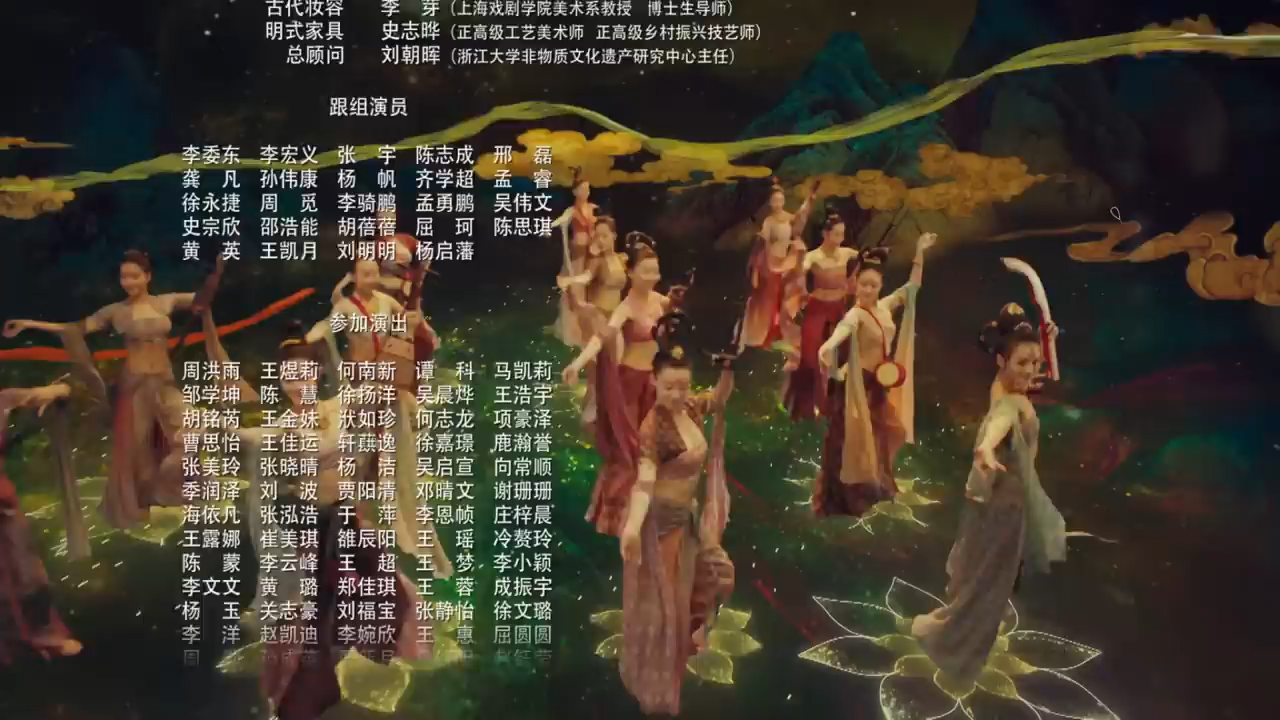 古代妆容 李 芽（上海戏剧学院美术系教授 博士生导师）
明式家具 史志晔（正高级工艺美术师 正高级乡村振兴技艺师）
总顾问 刘朝晖（浙江大学非物质文化遗产研究中心主任）
跟组演员
李委东 李宏义 张 宇 陈志成 邢 磊
龚 凡 孙伟康 杨 帆 齐学超 孟 睿
徐永捷 周 觅 李骑鹏 孟勇鹏 吴伟文
史宗欣 邵浩能 胡蓓蓓 屈 珂 陈思琪
黄 英 王凯月 刘明明 杨启藩
参加演出
周洪雨 王煜莉 何南新 谭 科 马凯莉
邹学坤 陈 慧 徐扬洋 吴晨烨 王浩宇
胡铭芮 王金妹 狀如珍 何志龙 项豪泽
曹思怡 王佳运 轩蕻逸 徐嘉璟 鹿瀚誉
张美玲 张晓晴 杨 洁 吴启宣 向常顺
季润泽 刘 波 贾阳清 邓晴文 谢珊珊
海依凡 张泓浩 于 萍 李恩帧 庄梓晨
王露娜 崔美琪 雒辰阳 王 瑶 冷赘玲
陈 蒙 李云峰 王 超 王 梦 李小颖
李文文 黄 璐 郑佳琪 王 蓉 成振宇
杨 玉 关志豪 刘福宝 张静怡 徐文璐
李 洋 赵凯迪 李婉欣 王 惠 屈圆圆